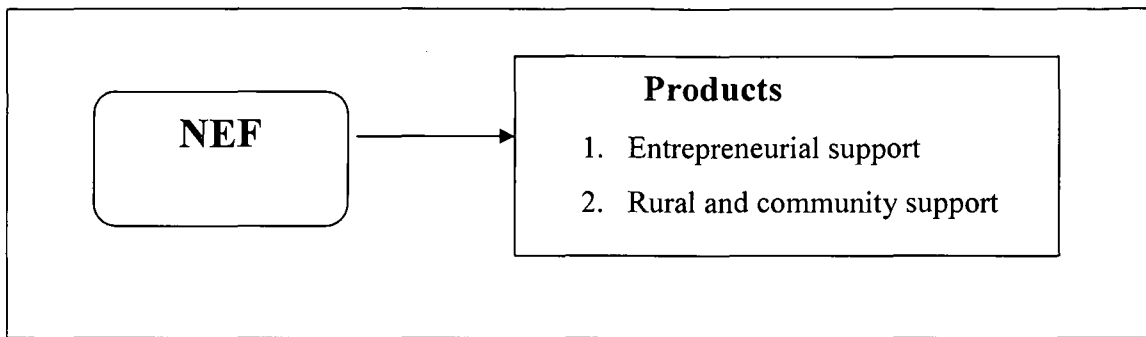 NEF
Products
1. Entrepreneurial support
2. Rural and community support